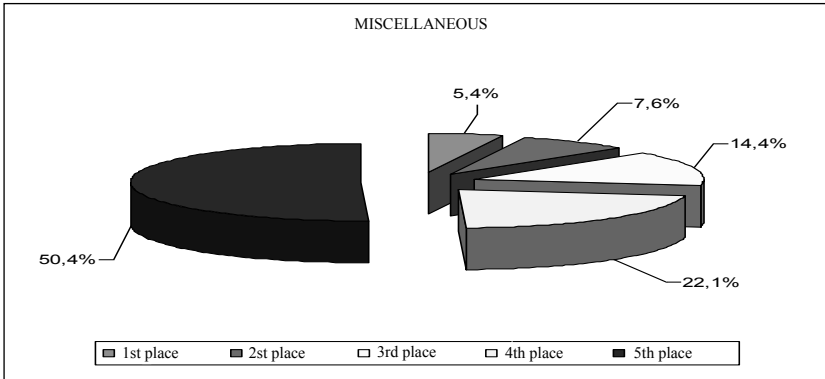 MISCELLANEOUS
5,4%
7,6%
14,4%
50,4%
22,1%
1st place 2st place 3rd place 4th place 5th place